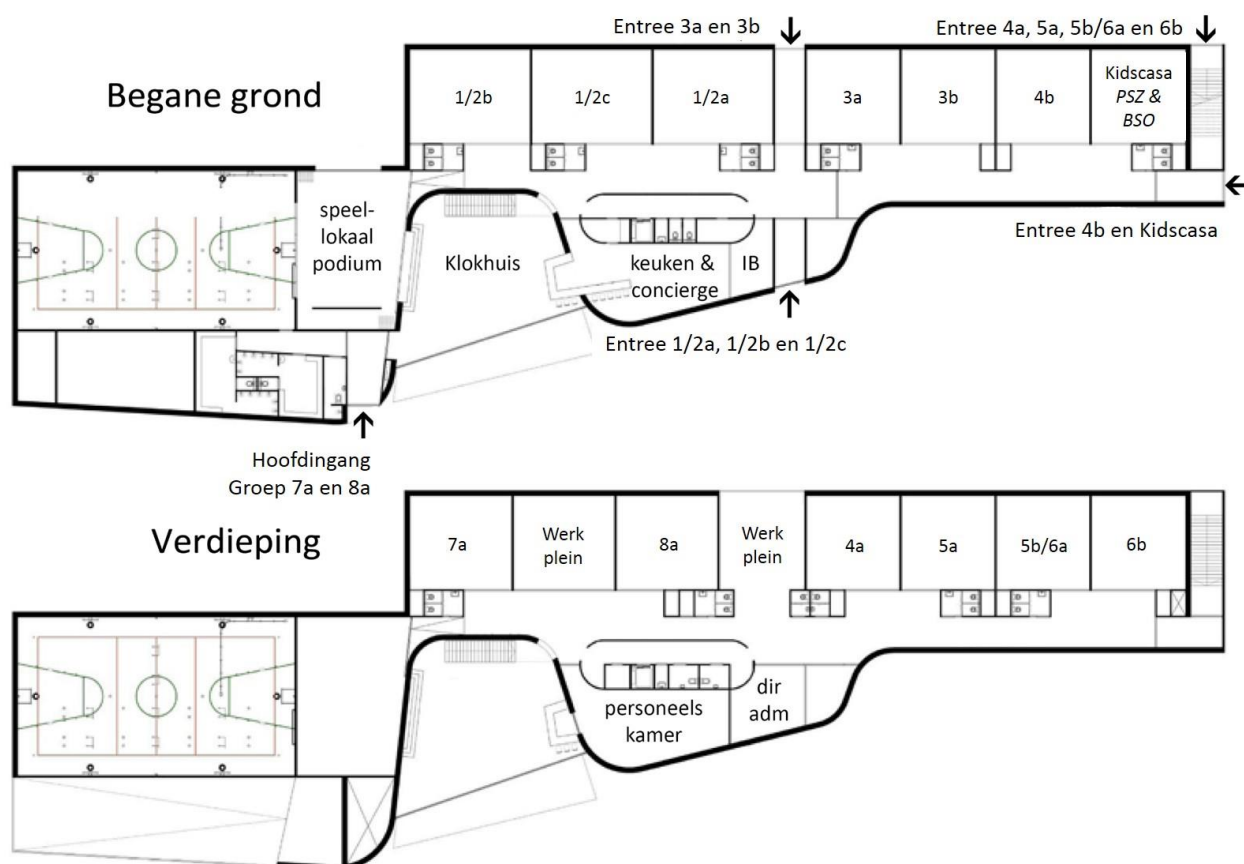 Entree 3a en 3b
Entree 4a, 5a, 5b/6a en 6b
Begane grond
1/2b
1/2c
1/2a
3a
3b
4b
Kidscasa
PSZ &
BSO
speel-
lokaal
podium
Klokhuis
keuken &
concierge
IB
Entree 4b en Kidscasa
Entree 1/2a, 1/2b en 1/2c
Hoofdingang
Groep 7a en 8a
Verdieping
7a
Werk
plein
8a
Werk
plein
4a
5a
5b/6a
6b
personeels
kamer
dir
adm